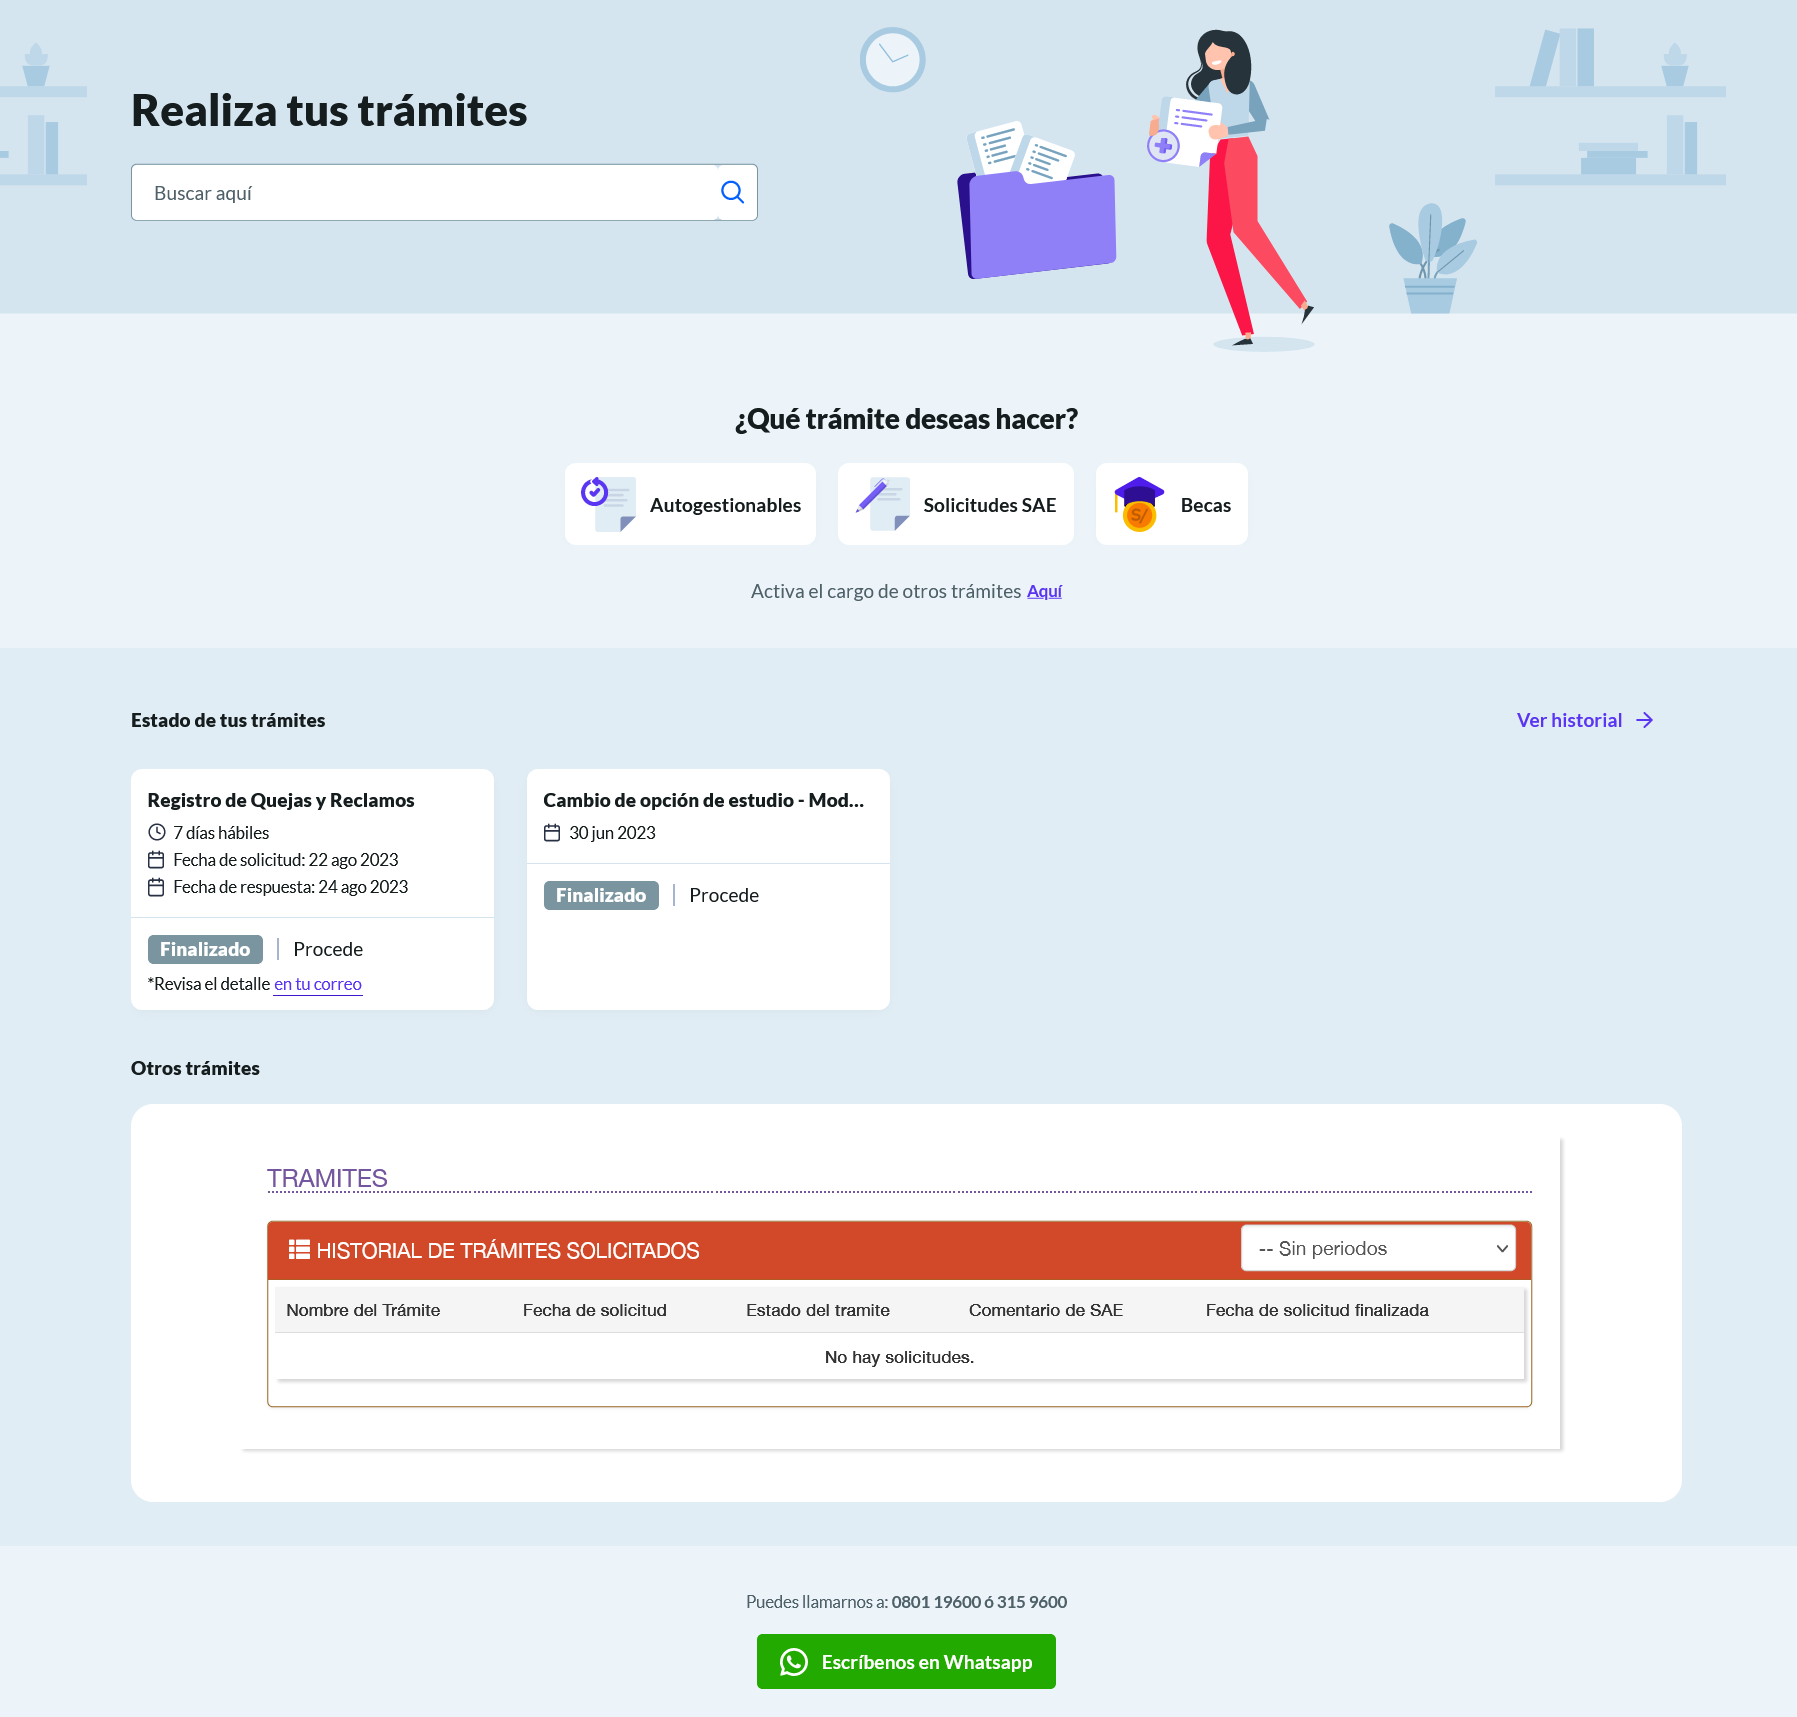 Realiza tus trámites
Buscar aquí
¿Qué trámite deseas hacer?
Autogestionables
Solicitudes SAE
S/
Becas
Activa el cargo de otros trámites Aquí
Estado de tus trámites
Ver historial
Registro de Quejas y Reclamos
7 días hábiles
Fecha de solicitud: 22 ago 2023
Fecha de respuesta: 24 ago 2023
Finalizado | Procede
*Revisa el detalle en tu correo
Cambio de opción de estudio - Mod...
30 jun 2023
Finalizado | Procede
Otros trámites
TRAMITES
HISTORIAL DE TRÁMITES SOLICITADOS
-- Sin periodos
Nombre del Trámite Fecha de solicitud Estado del tramite Comentario de SAE Fecha de solicitud finalizada
No hay solicitudes.
Puedes llamarnos a: 0801 19600 ó 315 9600
Escríbenos en Whatsapp